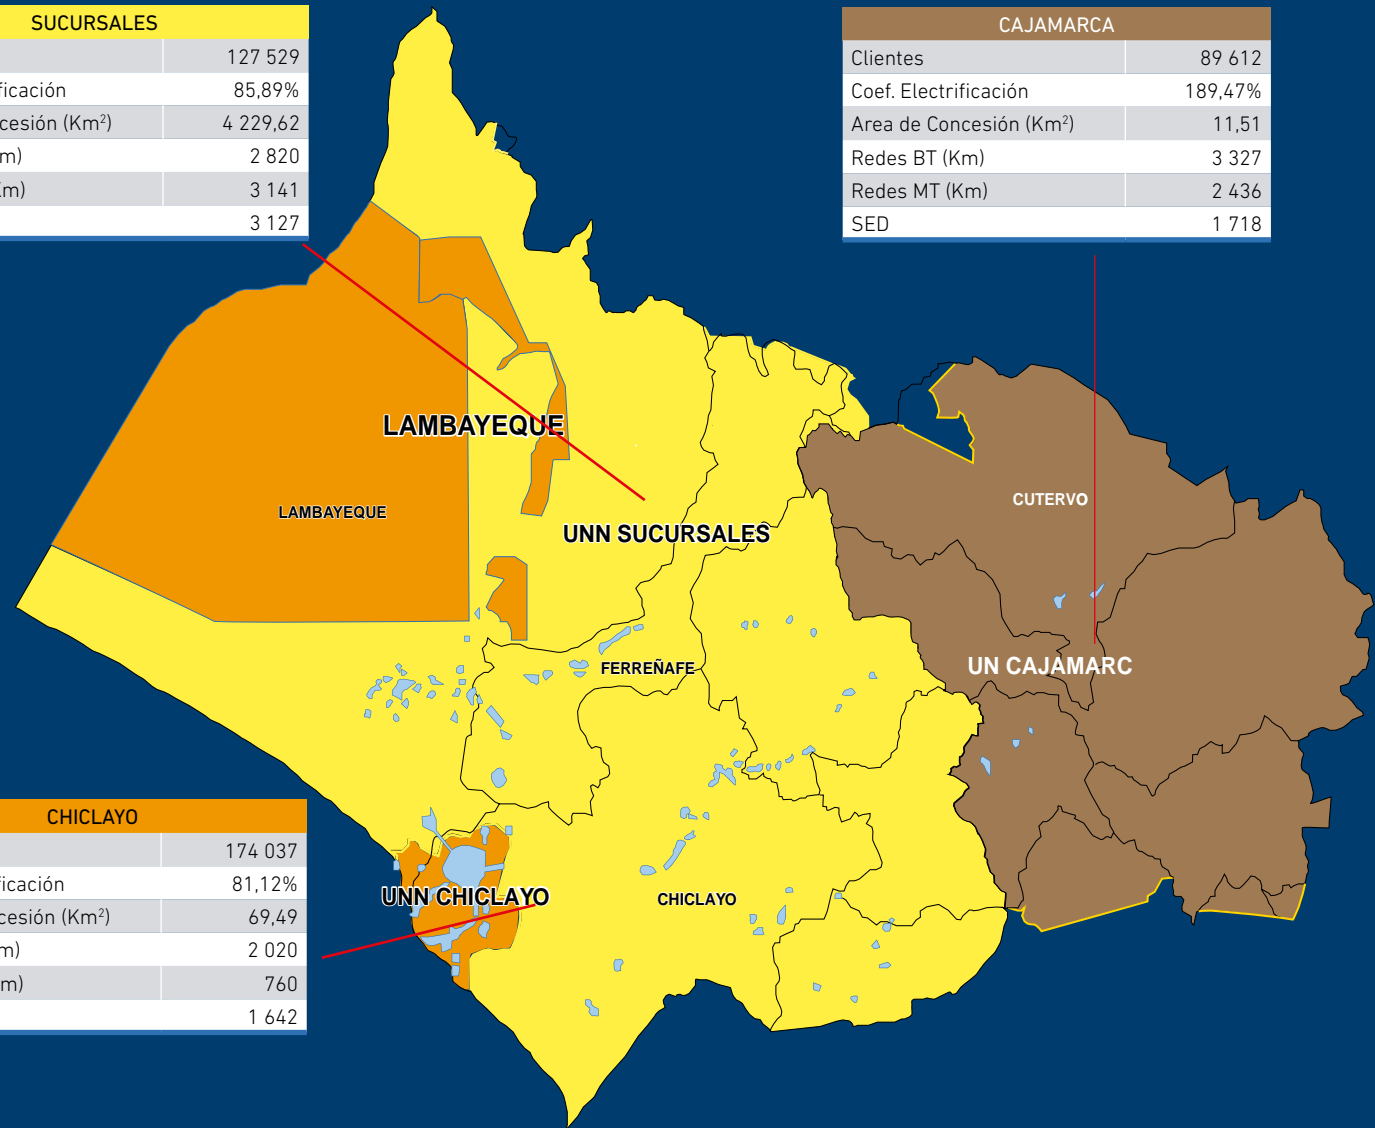 SUCURSALES
127 529
ficación 85,89%
cesión (Km²) 4 229,62
m) 2 820
Km) 3 141
3 127
CAJAMARCA
Clientes 89 612
Coef. Electrificación 189,47%
Area de Concesión (Km²) 11,51
Redes BT (Km) 3 327
Redes MT (Km) 2 436
SED 1 718
LAMBAYEQUE
LAMBAYEQUE
CUTERVO
UNN SUCURSALES
FERREÑAFE
UN CAJAMARC
CHICLAYO
174 037
ficación 81,12%
cesión (Km²) 69,49
m) 2 020
m) 760
1 642
UNN CHICLAYO
CHICLAYO